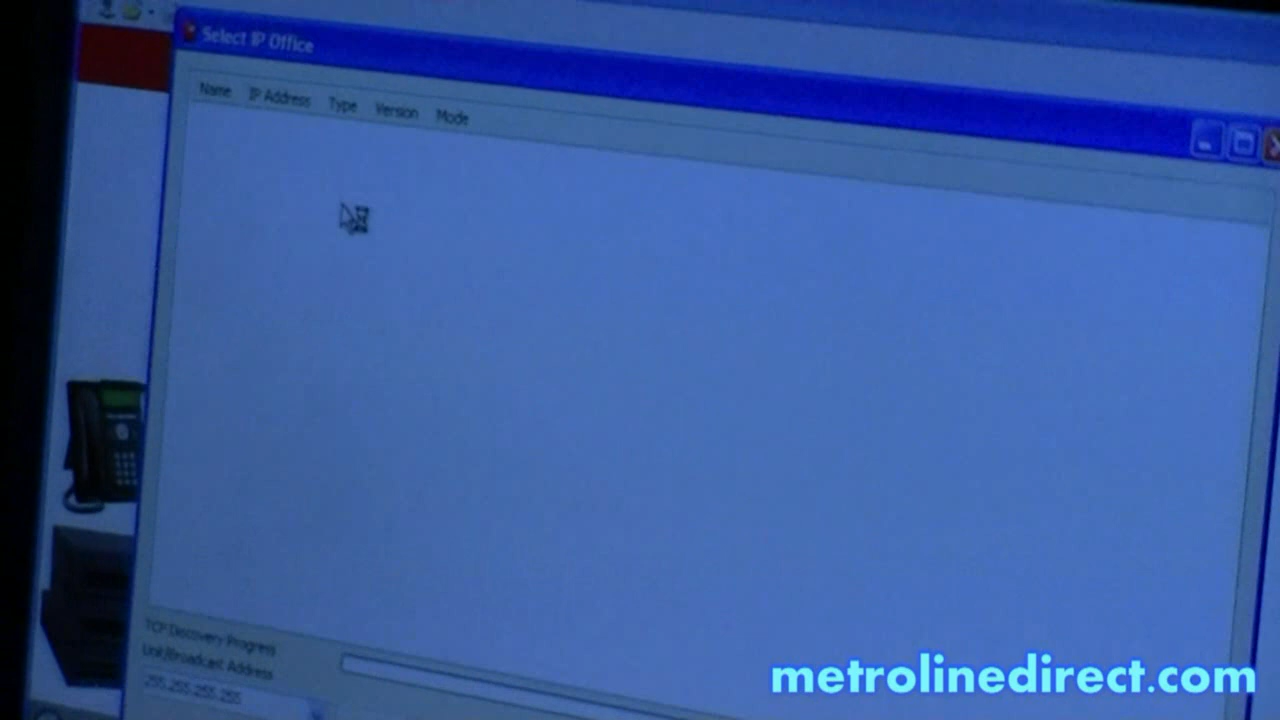 Select IP Office
Name IP Address Type Version Mode
TCP Discovery Progress
Unit/Broadcast Address
255.255.255.255
metrolinedirect.com